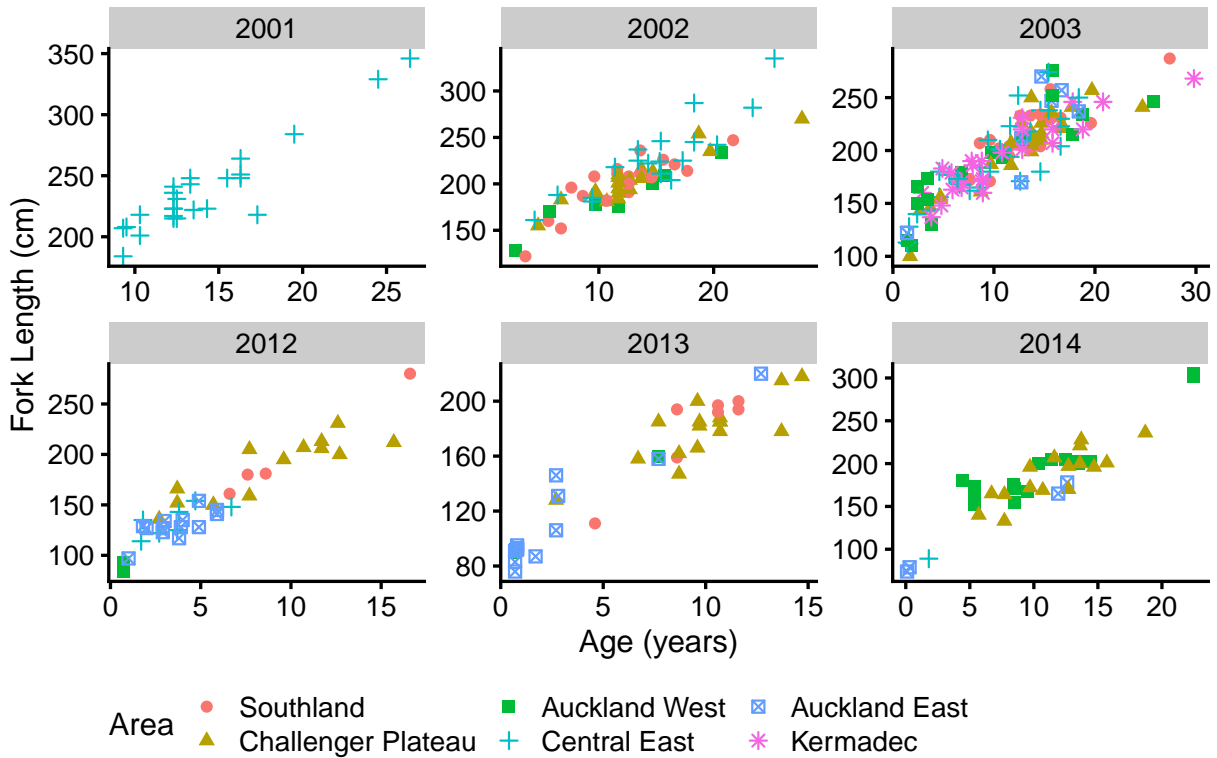 2001 2002 2003
350
300
250
200
10 15 20 25
300
250
200
150
10 20
250
200
150
100
0 10 20 30
2012 2013 2014
250
200
150
100
0 5 10 15
200
160
120
80
0 5 10 15
300
250
200
150
100
0 5 10 15 20
Fork Length (cm)
Age (years)
Area
Southland Auckland West Auckland East
Challenger Plateau Central East Kermadec